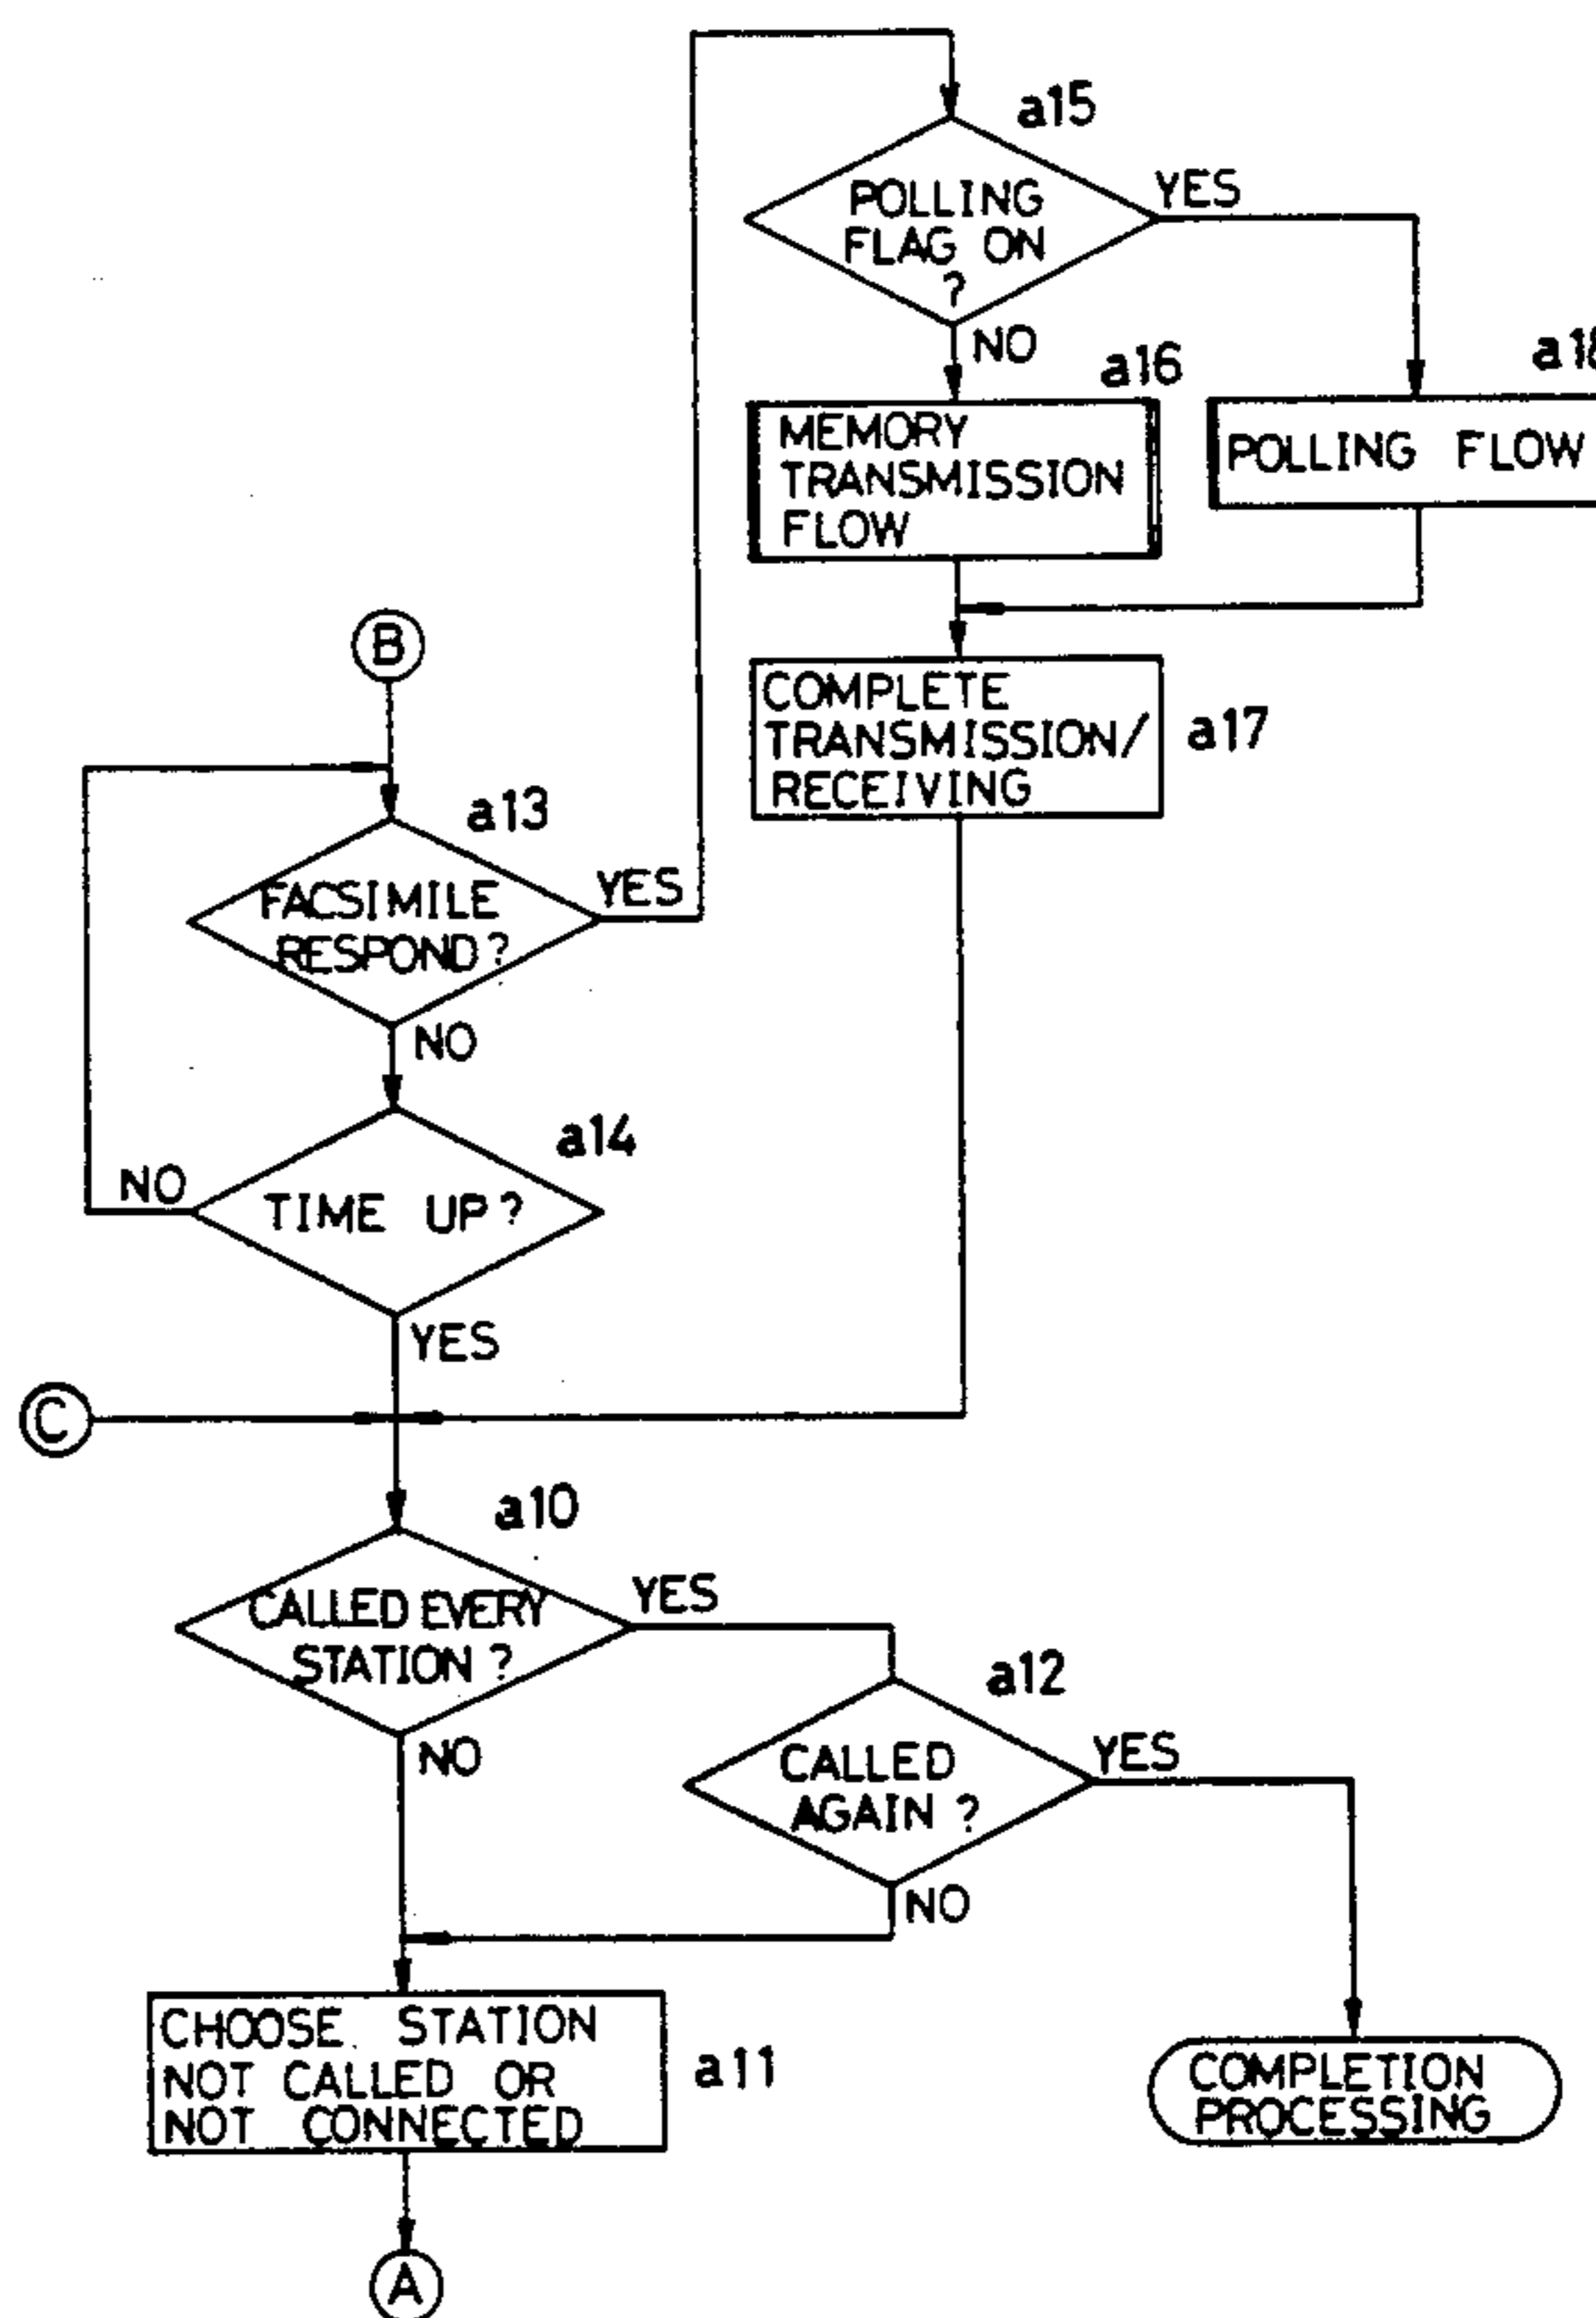 a15
POLLING
FLAG ON
?
YES
NO
a16
MEMORY
TRANSMISSION
FLOW
POLLING FLOW
COMPLETE
TRANSMISSION/
RECEIVING
a17
B
a13
FACSIMILE
RESPOND?
YES
NO
a14
TIME UP?
NO
YES
C
a10
CALLED EVERY
STATION?
YES
NO
a12
CALLED
AGAIN?
YES
NO
CHOOSE STATION
NOT CALLED OR
NOT CONNECTED
a11
COMPLETION
PROCESSING
A